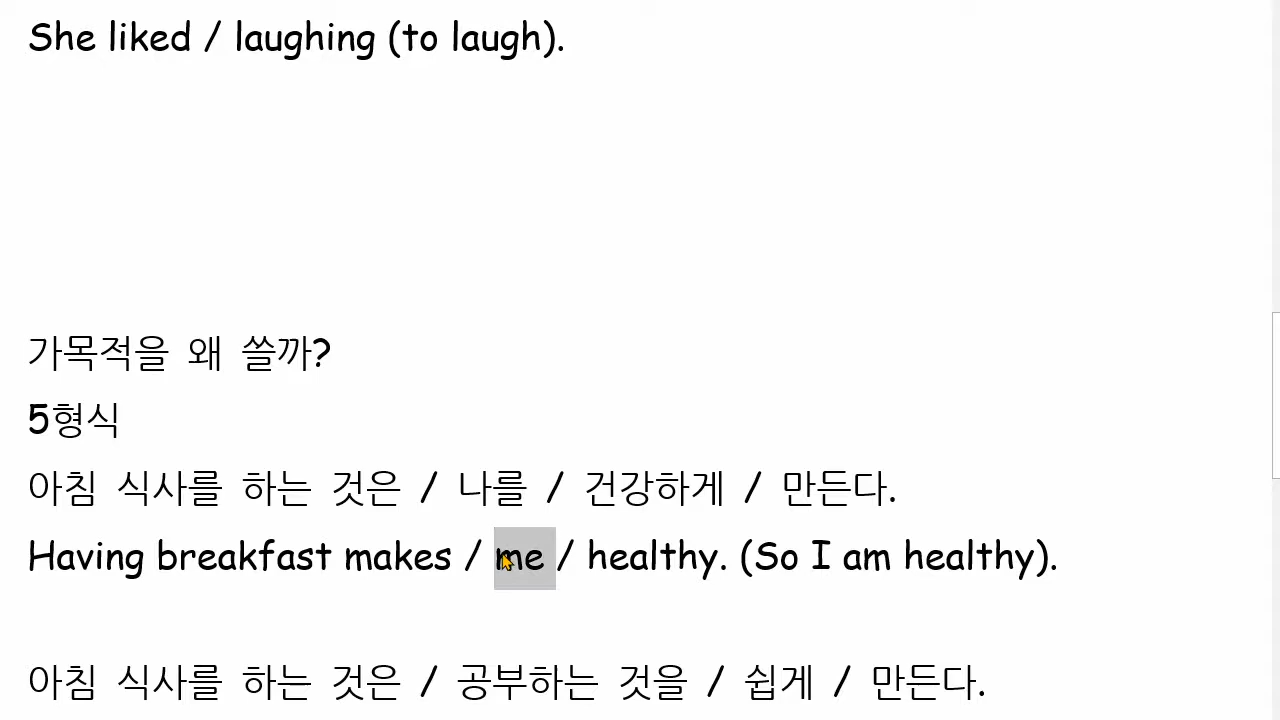 She liked / laughing (to laugh).
가목적을 왜 쓸까?
5형식
아침 식사를 하는 것은 / 나를 / 건강하게 / 만든다.
Having breakfast makes / me / healthy. (So I am healthy).
아침 식사를 하는 것은 / 공부하는 것을 / 쉽게 / 만든다.